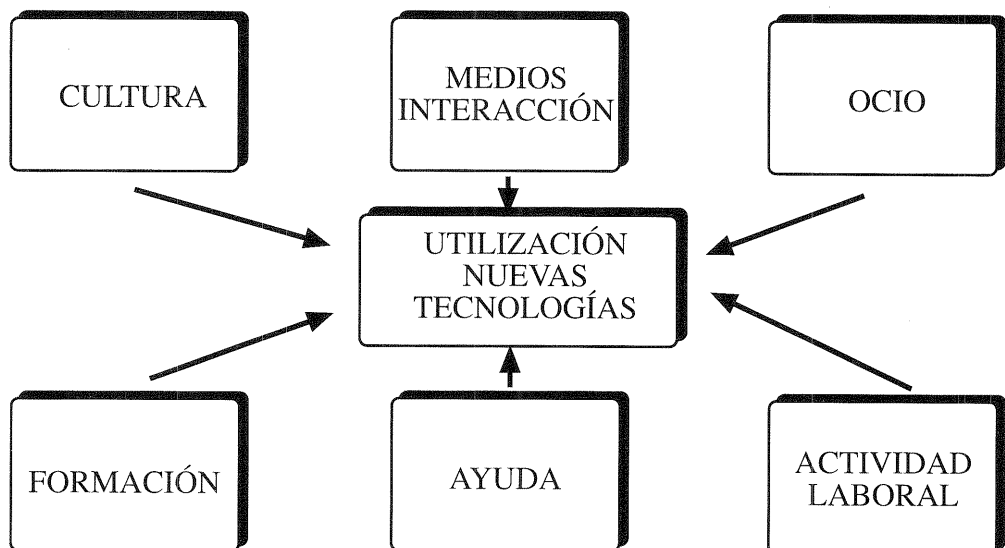 CULTURA
MEDIOS
INTERACCIÓN
OCIO
UTILIZACIÓN
NUEVAS
TECNOLOGÍAS
FORMACIÓN
AYUDA
ACTIVIDAD
LABORAL